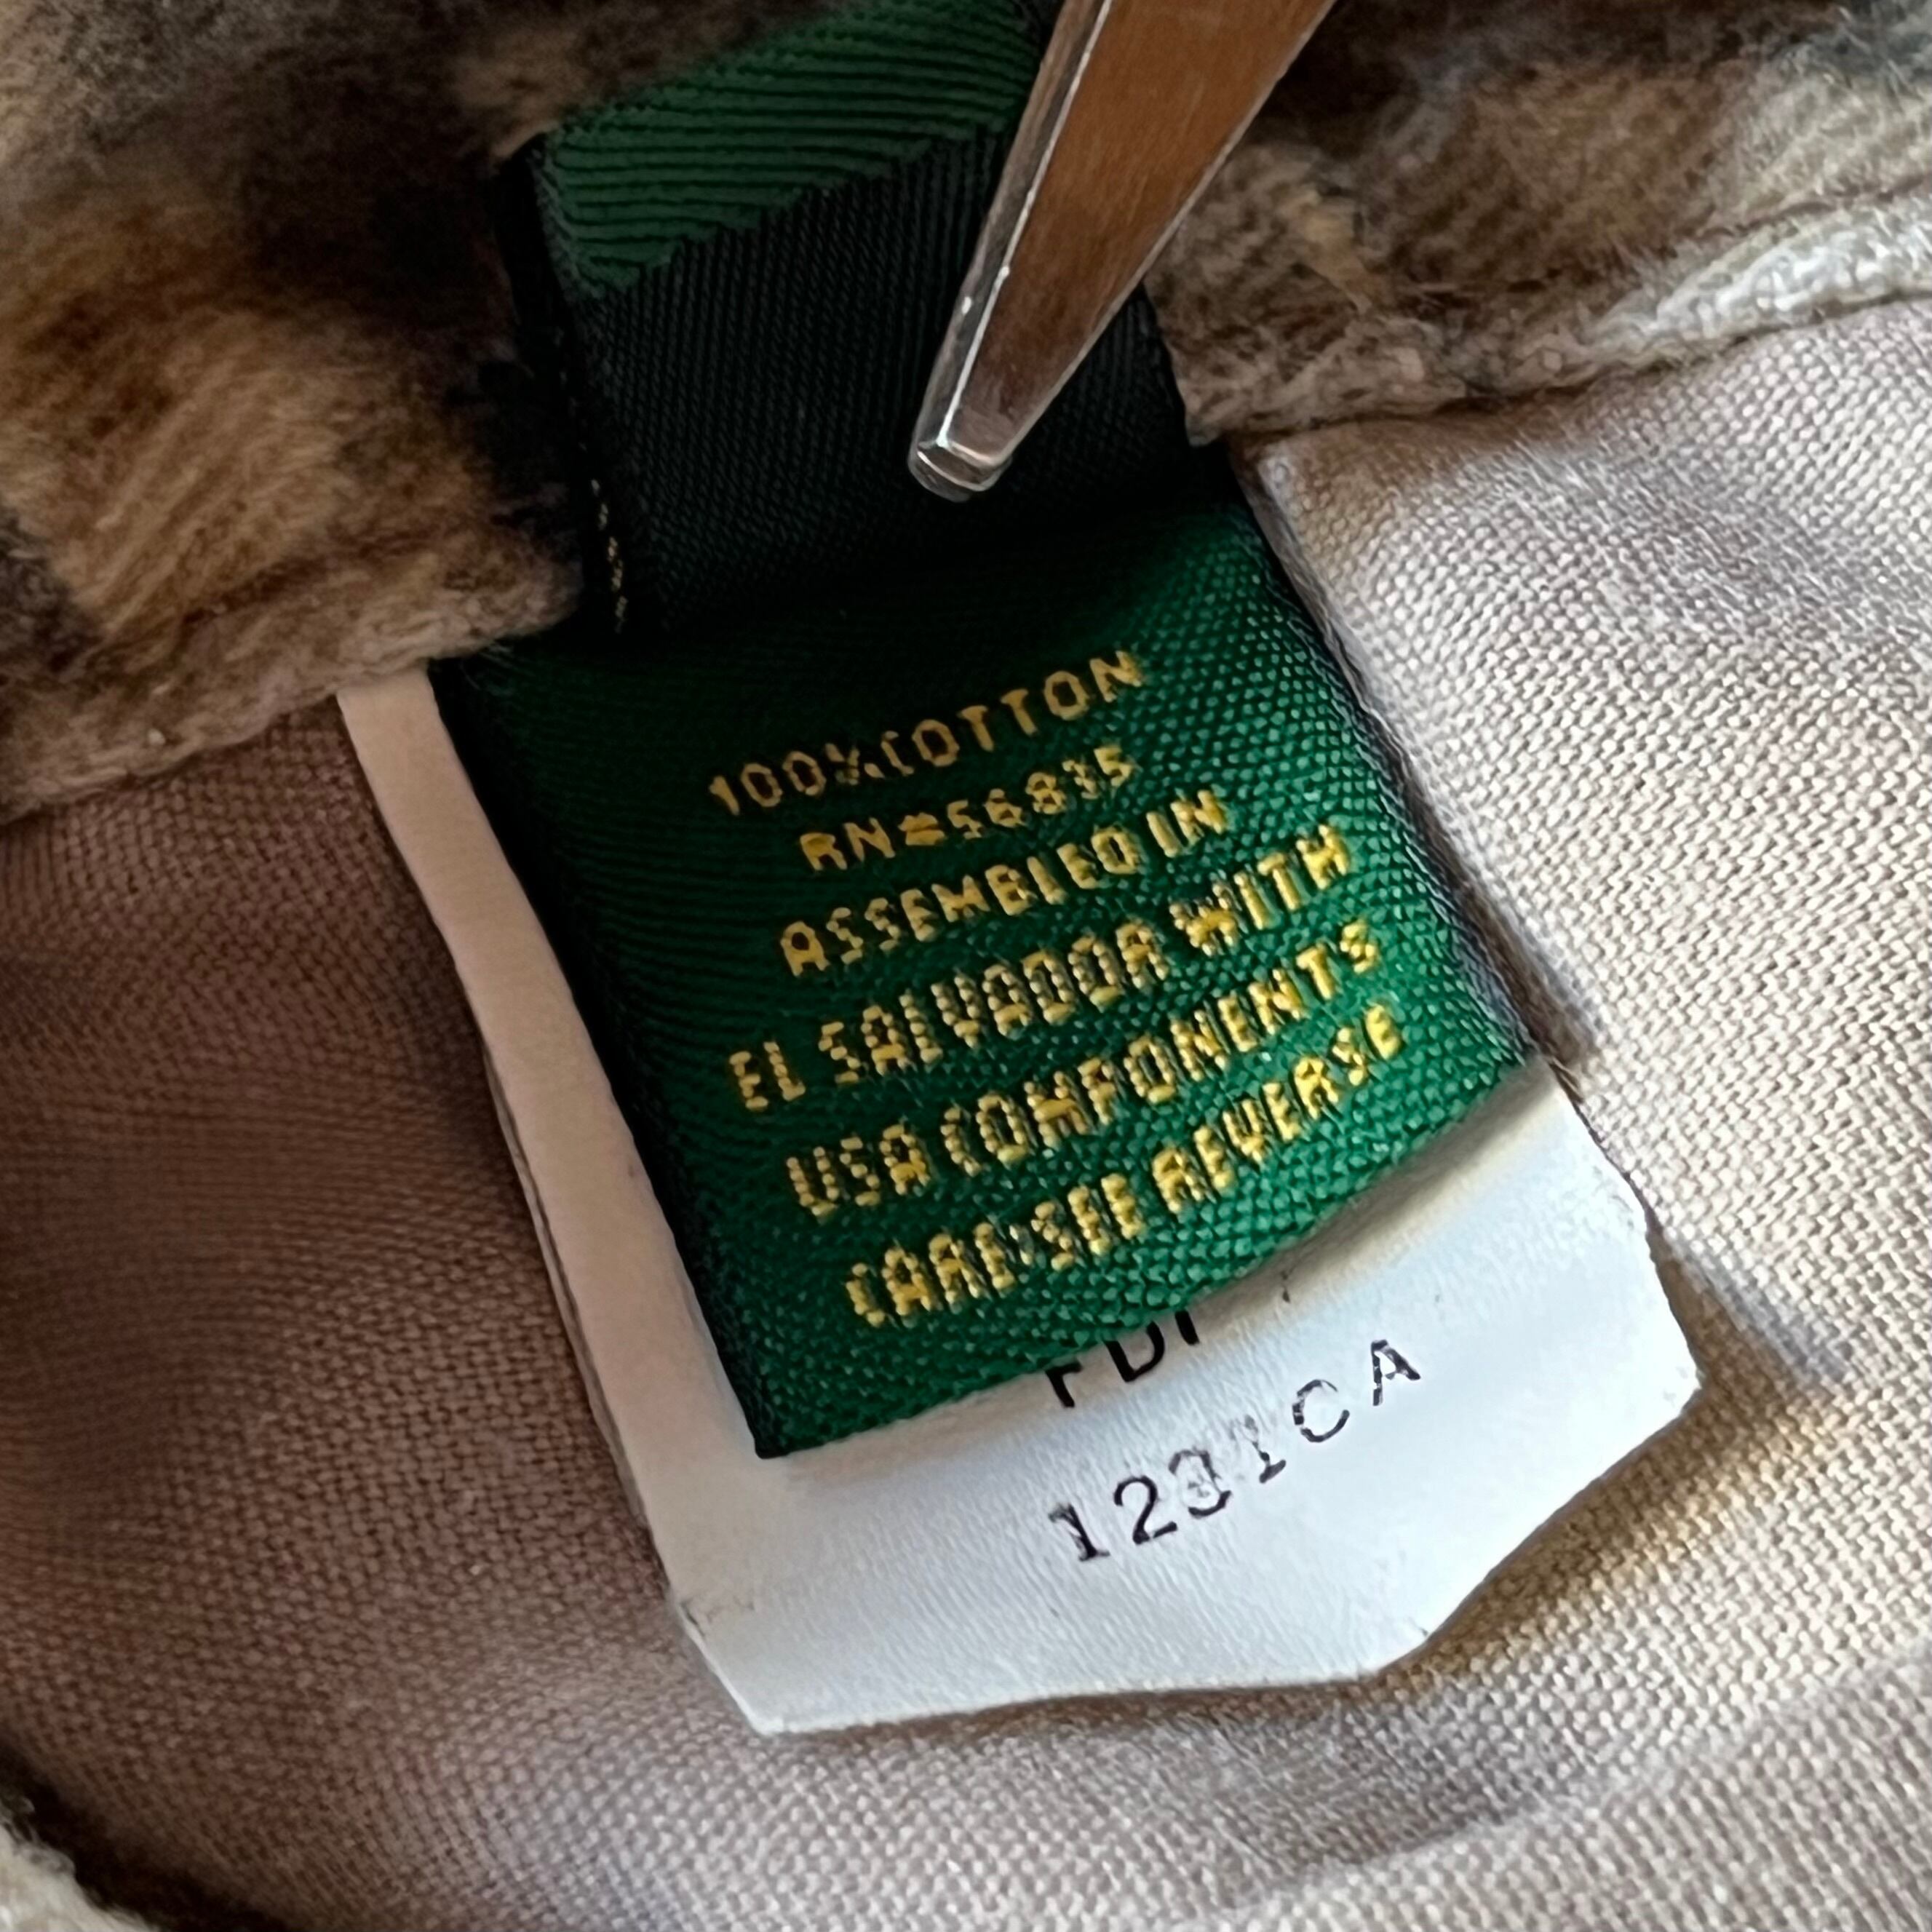 100% COTTON
RN#56835
ASSEMBLED IN
EL SALVADOR WITH
USA COMPONENTS
CARE:SEE REVERSE
1231CA